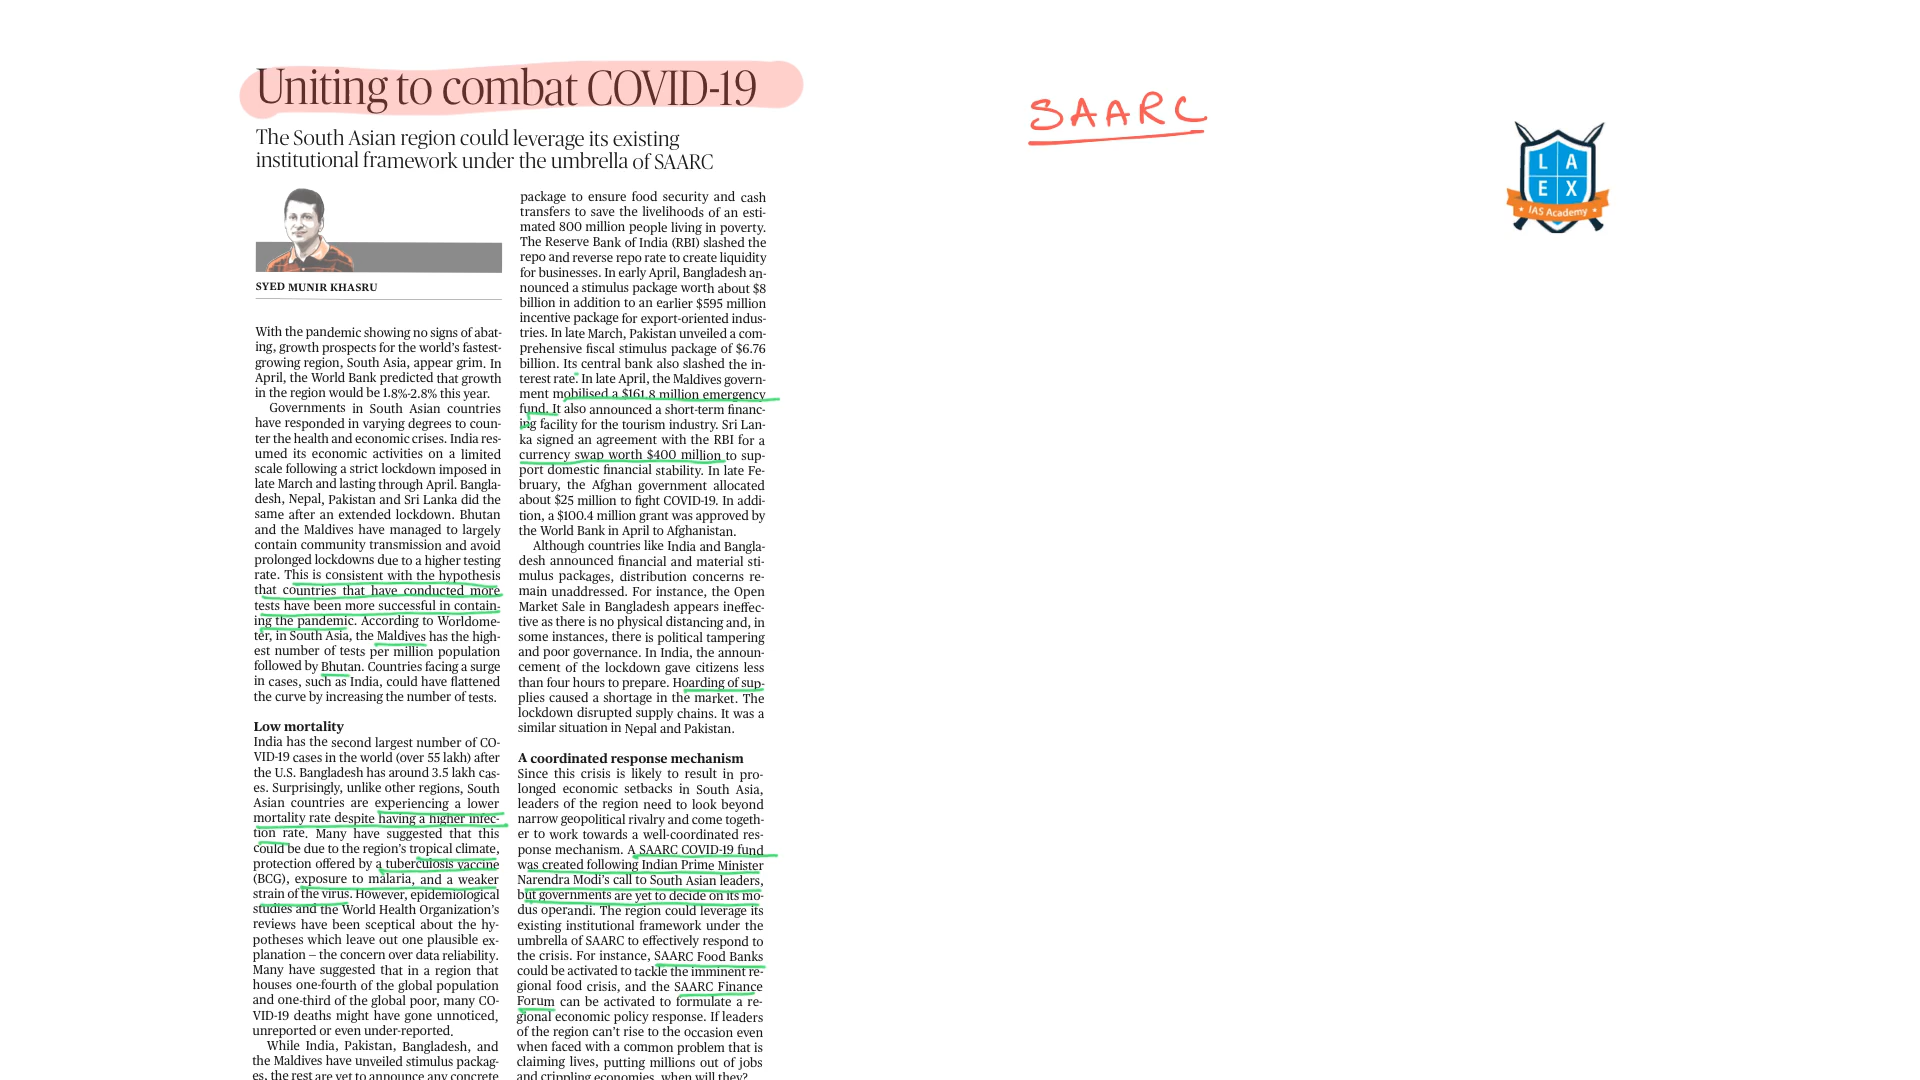 Uniting to combat COVID-19
The South Asian region could leverage its existing
institutional framework under the umbrella of SAARC
SYED MUNIR KHASRU
With the pandemic showing no signs of abat-
ing, growth prospects for the world's fastest-
growing region, South Asia, appear grim. In
April, the World Bank predicted that growth
in the region would be 1.8%-2.8% this year.
Governments in South Asian countries
have responded in varying degrees to coun-
ter the health and economic crises. India res-
umed its economic activities on a limited
scale following a strict lockdown imposed in
late March and lasting through April. Bangla-
desh, Nepal, Pakistan and Sri Lanka did the
same after an extended lockdown. Bhutan
and the Maldives have managed to largely
contain community transmission and avoid
prolonged lockdowns due to a higher testing
rate. This is consistent with the hypothesis
that countries that have conducted more
tests have been more successful in contain-
ing the pandemic. According to Worldome-
ter, in South Asia, the Maldives has the high-
est number of tests per million population
followed by Bhutan. Countries facing a surge
in cases, such as India, could have flattened
the curve by increasing the number of tests.
Low mortality
India has the second largest number of CO-
VID-19 cases in the world (over 55 lakh) after
the U.S. Bangladesh has around 3.5 lakh cas-
es. Surprisingly, unlike other regions, South
Asian countries are experiencing a lower
mortality rate despite having a higher infec-
tion rate. Many have suggested that this
could be due to the region's tropical climate,
protection offered by a tuberculosis vaccine
(BCG), exposure to malaria, and a weaker
strain of the virus. However, epidemiological
studies and the World Health Organization's
reviews have been sceptical about the hy-
potheses which leave out one plausible ex-
planation – the concern over data reliability.
Many have suggested that in a region that
houses one-fourth of the global population
and one-third of the global poor, many CO-
VID-19 deaths might have gone unnoticed,
unreported or even under-reported.
While India, Pakistan, Bangladesh, and
the Maldives have unveiled stimulus packag-
es, the rest are yet to announce any concrete
package to ensure food security and cash
transfers to save the livelihoods of an esti-
mated 800 million people living in poverty.
The Reserve Bank of India (RBI) slashed the
repo and reverse repo rate to create liquidity
for businesses. In early April, Bangladesh an-
nounced a stimulus package worth about $8
billion in addition to an earlier $595 million
incentive package for export-oriented indus-
tries. In late March, Pakistan unveiled a com-
prehensive fiscal stimulus package of $6.76
billion. Its central bank also slashed the in-
terest rate. In late April, the Maldives govern-
ment mobilised a $161.8 million emergency
fund. It also announced a short-term financ-
ing facility for the tourism industry. Sri Lan-
ka signed an agreement with the RBI for a
currency swap worth $400 million to sup-
port domestic financial stability. In late Fe-
bruary, the Afghan government allocated
about $25 million to fight COVID-19. In addi-
tion, a $100.4 million grant was approved by
the World Bank in April to Afghanistan.
Although countries like India and Bangla-
desh announced financial and material sti-
mulus packages, distribution concerns re-
main unaddressed. For instance, the Open
Market Sale in Bangladesh appears ineffec-
tive as there is no physical distancing and, in
some instances, there is political tampering
and poor governance. In India, the announ-
cement of the lockdown gave citizens less
than four hours to prepare. Hoarding of sup-
plies caused a shortage in the market. The
lockdown disrupted supply chains. It was a
similar situation in Nepal and Pakistan.
A coordinated response mechanism
Since this crisis is likely to result in pro-
longed economic setbacks in South Asia,
leaders of the region need to look beyond
narrow geopolitical rivalry and come togeth-
er to work towards a well-coordinated res-
ponse mechanism. A SAARC COVID-19 fund
was created following Indian Prime Minister
Narendra Modi's call to South Asian leaders,
but governments are yet to decide on its mo-
dus operandi. The region could leverage its
existing institutional framework under the
umbrella of SAARC to effectively respond to
the crisis. For instance, SAARC Food Banks
could be activated to tackle the imminent re-
gional food crisis, and the SAARC Finance
Forum can be activated to formulate a re-
gional economic policy response. If leaders
of the region can't rise to the occasion even
when faced with a common problem that is
claiming lives, putting millions out of jobs
and crippling economies, when will they?
SAARC
L A
E X
IAS Academy